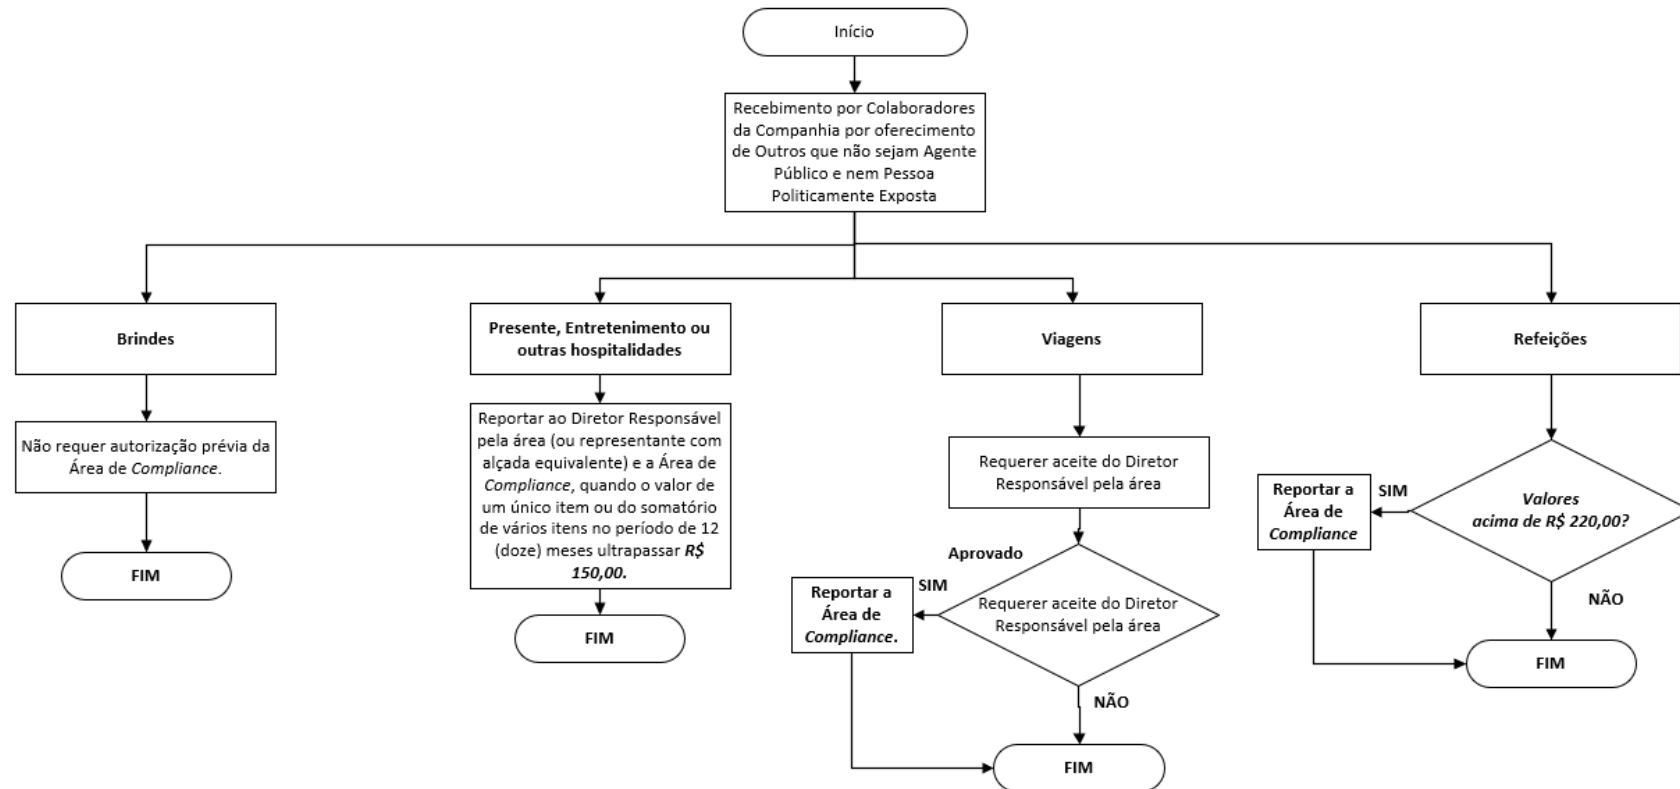 Início
Recebimento por Colaboradores
da Companhia por oferecimento
de Outros que não sejam Agente
Público e nem Pessoa
Politicamente Exposta
Brindes
Não requer autorização prévia da
Área de Compliance.
FIM
Presente, Entretenimento ou
outras hospitalidades
Reportar ao Diretor Responsável
pela área (ou representante com
alçada equivalente) e a Área de
Compliance, quando o valor de
um único item ou do somatório
de vários itens no período de 12
(doze) meses ultrapassar R$
150,00.
FIM
Viagens
Requerer aceite do Diretor
Responsável pela área
Aprovado
SIM
Requerer aceite do Diretor
Responsável pela área
Reportar a
Área de
Compliance.
NÃO
FIM
Refeições
Valores
acima de R$ 220,00?
SIM
Reportar a
Área de
Compliance
NÃO
FIM